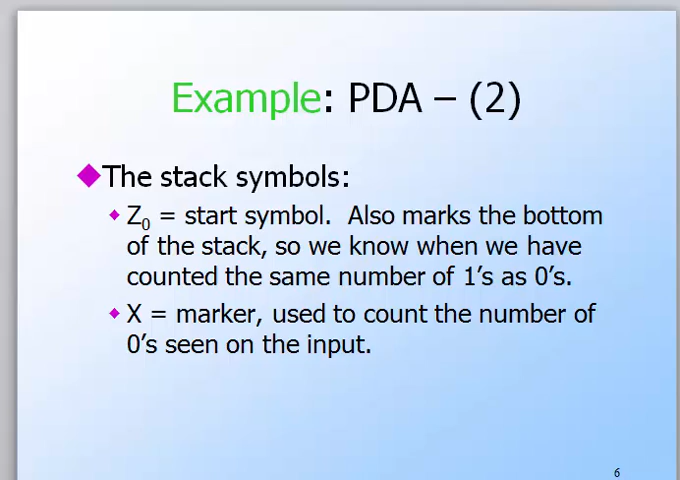 Example: PDA – (2)
The stack symbols:
Z₀ = start symbol. Also marks the bottom
of the stack, so we know when we have
counted the same number of 1’s as 0’s.
X = marker, used to count the number of
0’s seen on the input.
6